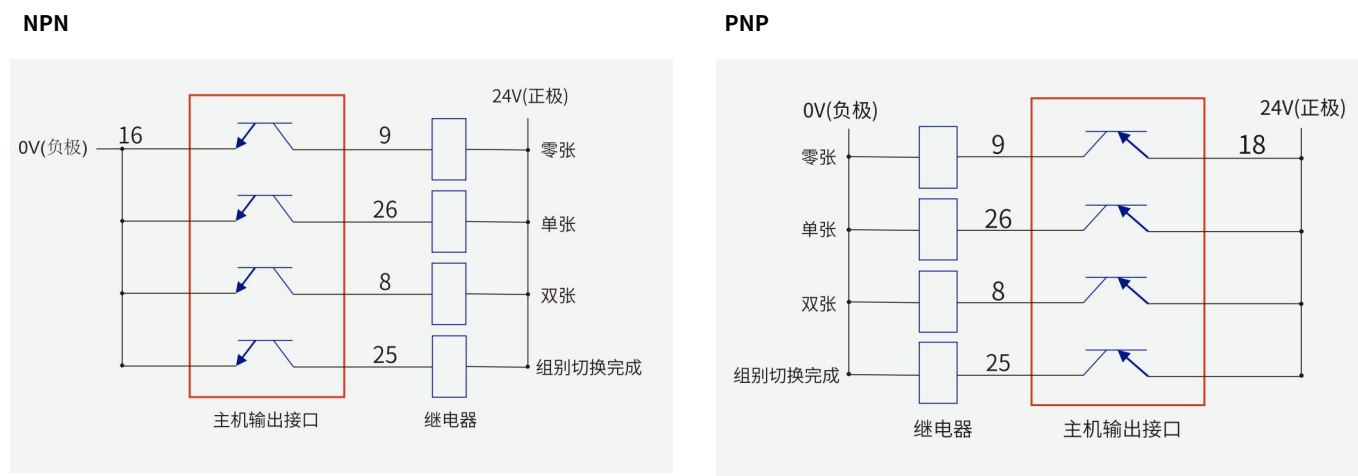 NPN
24V(正极)
0V(负极)
16
9
零张
26
单张
8
双张
25
组别切换完成
主机输出接口
继电器
PNP
0V(负极)
24V(正极)
零张
9
18
单张
26
双张
8
组别切换完成
25
继电器
主机输出接口